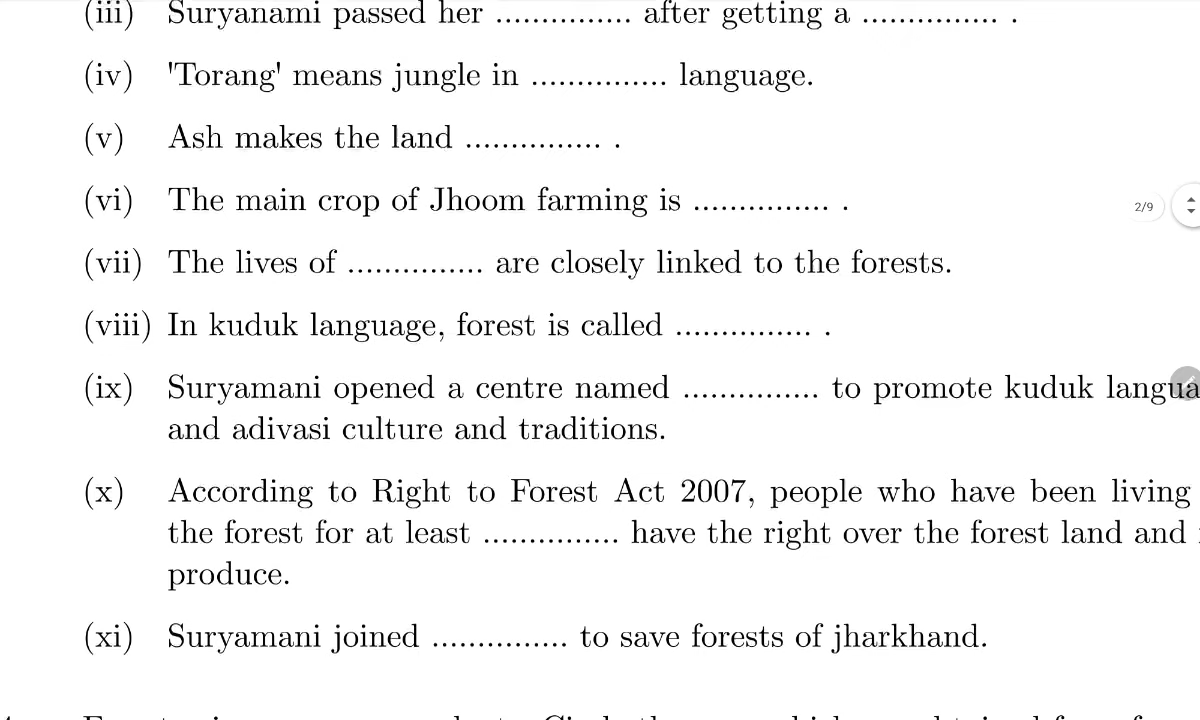 (iii) Suryanami passed her ............... after getting a ............... .
(iv) 'Torang' means jungle in ............... language.
(v) Ash makes the land ............... .
(vi) The main crop of Jhoom farming is ............... .
2/9
(vii) The lives of ............... are closely linked to the forests.
(viii) In kuduk language, forest is called ............... .
(ix) Suryamani opened a centre named ............... to promote kuduk langua
and adivasi culture and traditions.
(x) According to Right to Forest Act 2007, people who have been living
the forest for at least ............... have the right over the forest land and
produce.
(xi) Suryamani joined ............... to save forests of jharkhand.